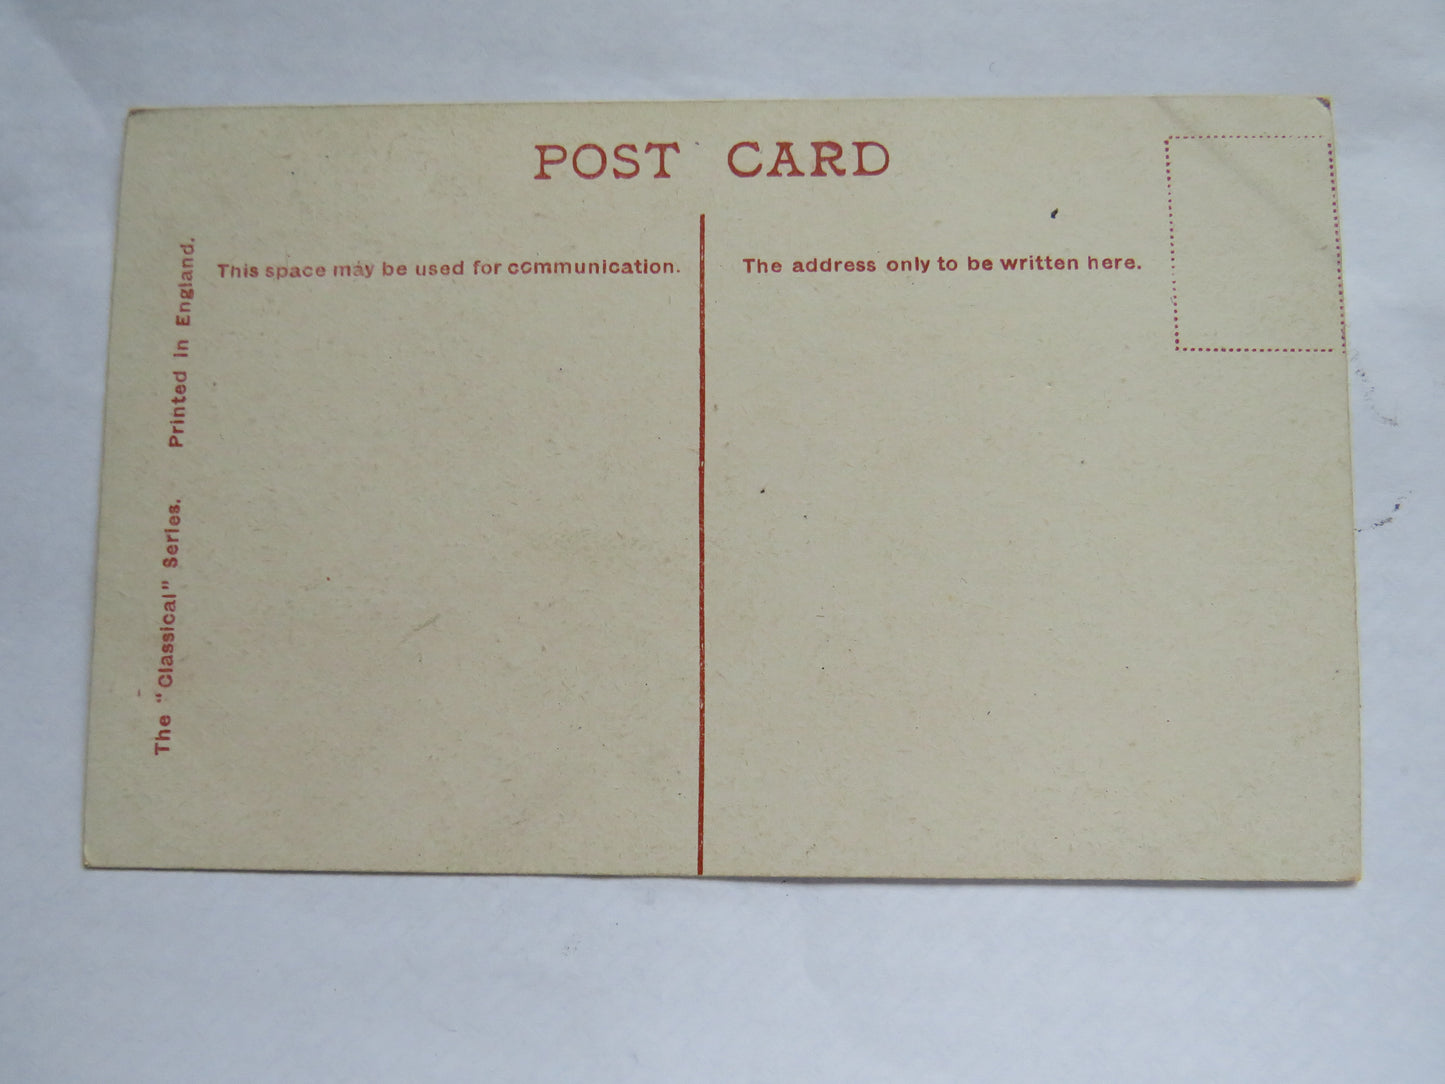 POST CARD
This space may be used for communication.
The address only to be written here.
The "Classical" Series. Printed in England.